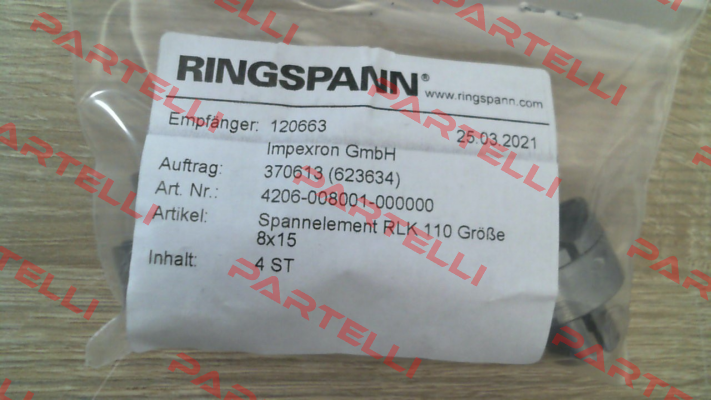 RINGSPANN®
www.ringspann.com
Empfänger: 120663 25.03.2021
Impexron GmbH
Auftrag: 370613 (623634)
Art. Nr.: 4206-008001-000000
Artikel: Spannelement RLK 110 Größe
8x15
Inhalt: 4 ST
PARTELLI
PARTELLI
PARTELLI
PARTELLI
PARTELLI
PARTELLI